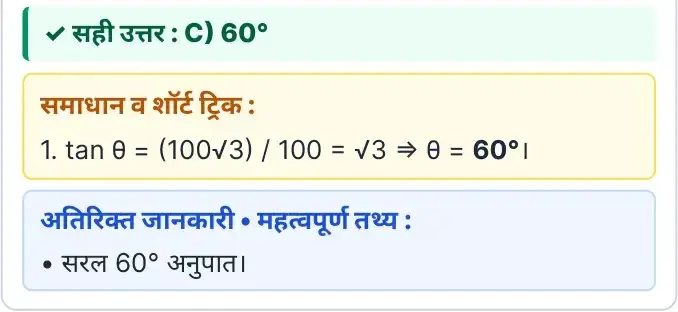 ✓ सही उत्तर : C) 60°
समाधान व शॉर्ट ट्रिक :
1. tan θ = (100√3) / 100 = √3 ⇒ θ = 60°।
अतिरिक्त जानकारी • महत्वपूर्ण तथ्य :
• सरल 60° अनुपात।